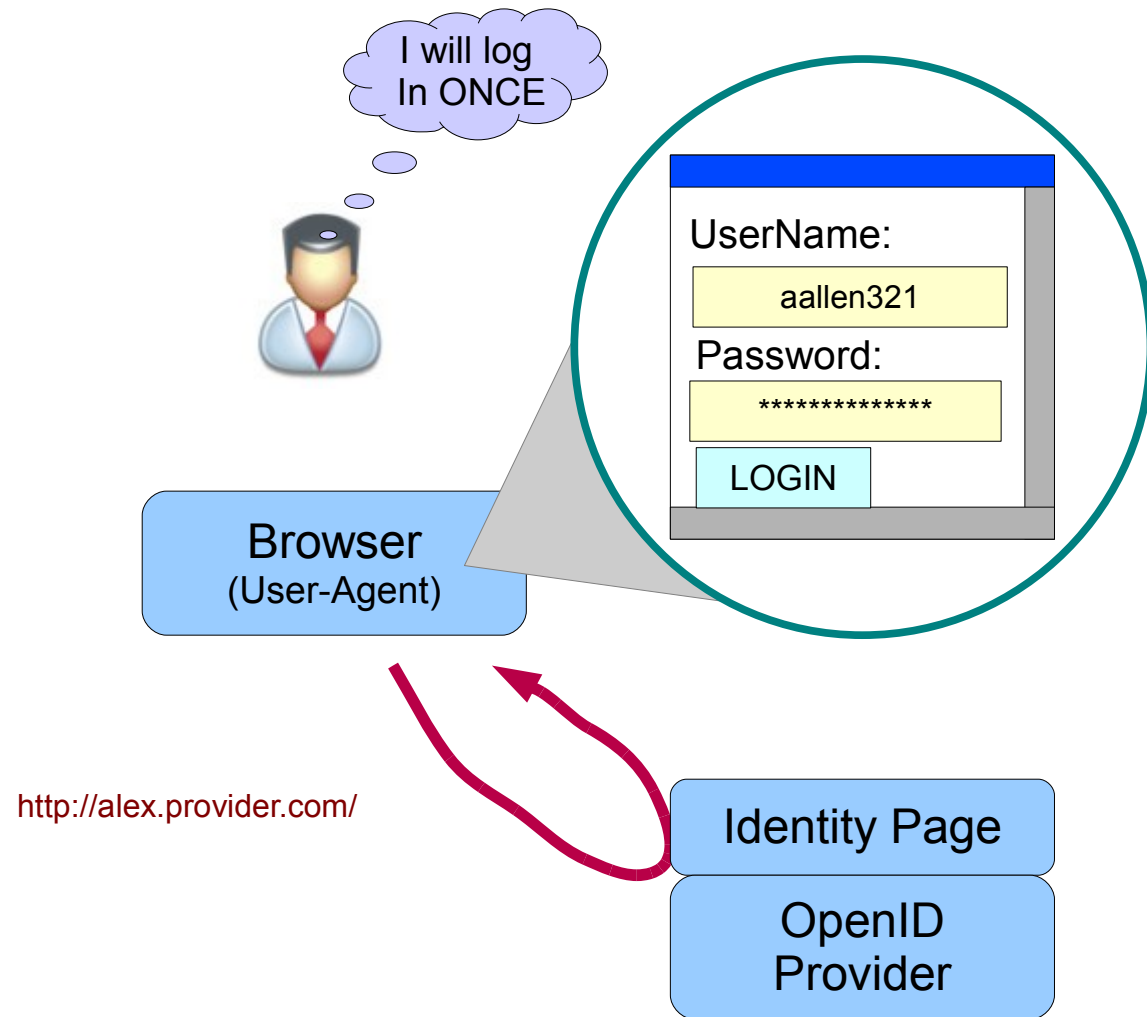 I will log
In ONCE
UserName:
aallen321
Password:
**************
LOGIN
Browser
(User-Agent)
http://alex.provider.com/
Identity Page
OpenID
Provider